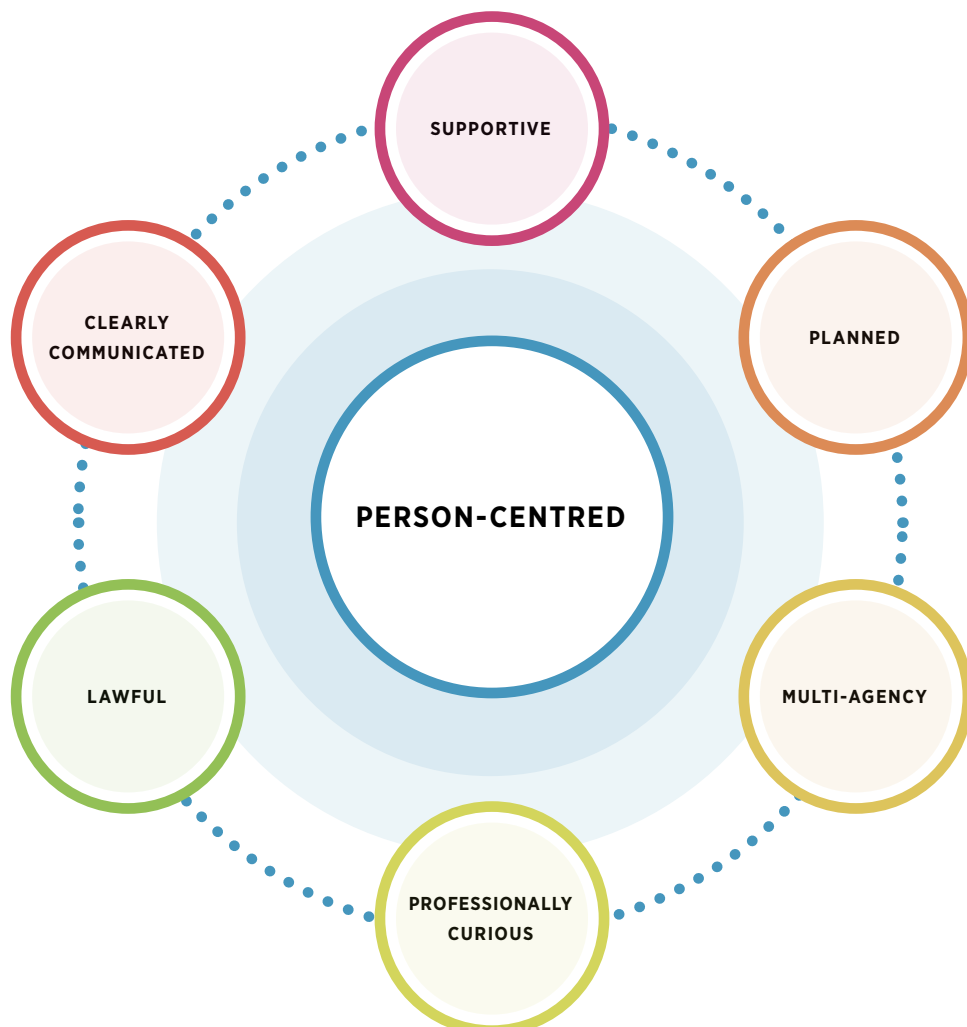 SUPPORTIVE
CLEARLY
COMMUNICATED
PLANNED
PERSON-CENTRED
LAWFUL
MULTI-AGENCY
PROFESSIONALLY
CURIOUS